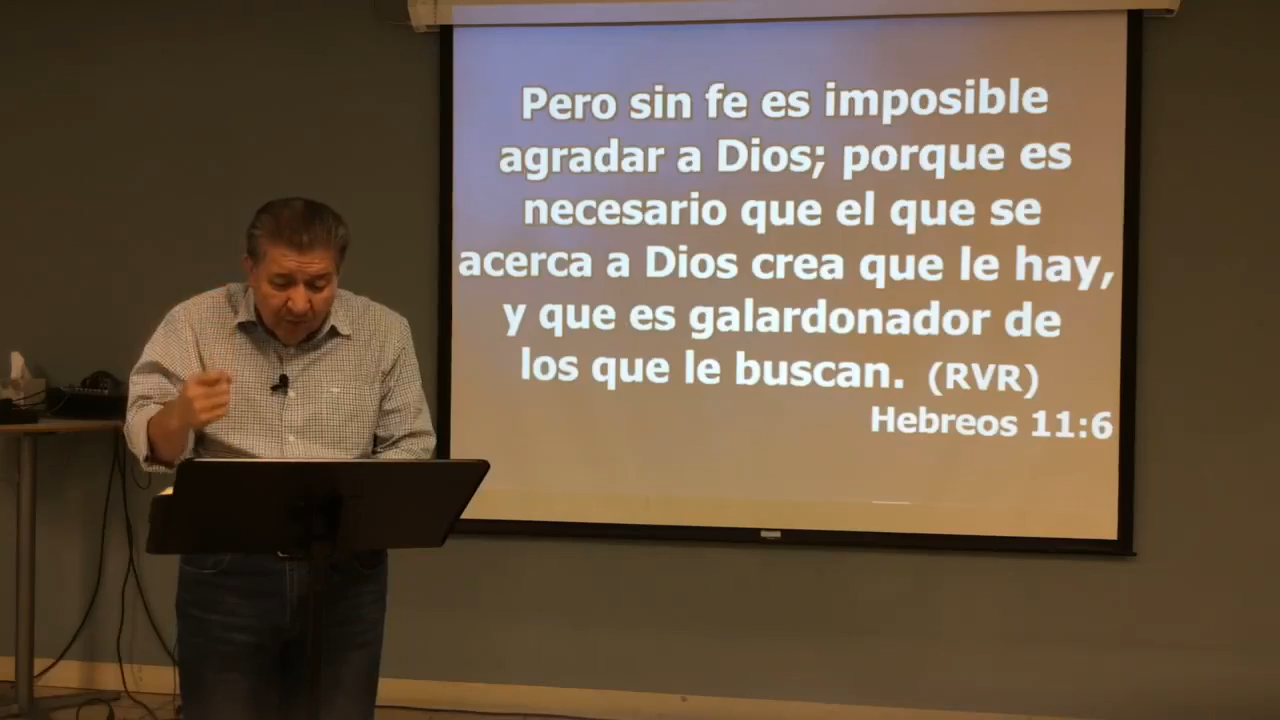 Pero sin fe es imposible
agradar a Dios; porque es
necesario que el que se
acerca a Dios crea que le hay,
y que es galardonador de
los que le buscan. (RVR)
Hebreos 11:6